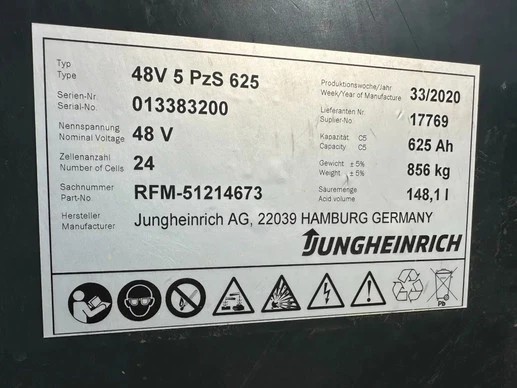 Typ
Type 48V 5 PzS 625
Serien-Nr.
Serial-No. 013383200
Nennspannung
Nominal Voltage 48 V
Zellenanzahl
Number of Cells 24
Sachnummer
Part-No RFM-51214673
Hersteller
Manufacturer Jungheinrich AG, 22039 HAMBURG GERMANY
Produktionswoche/Jahr
Week/Year of Manufacture 33/2020
Lieferanten Nr.
Suplier-No 17769
Kapazität C5
Capacity C5 625 Ah
Gewicht ± 5%
Weight ± 5% 856 kg
Säuremenge
Acid volume 148,1 l
JUNGHEINRICH
Pb